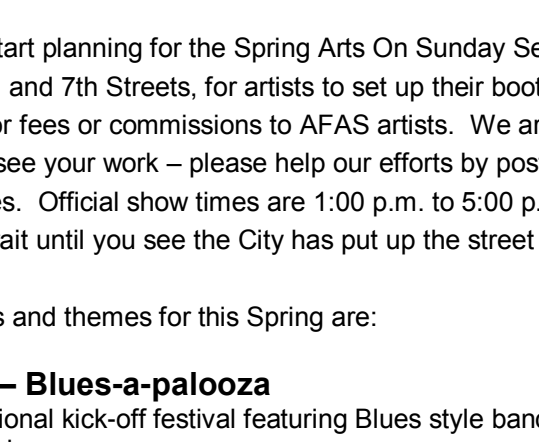 tart planning for the Spring Arts On Sunday Se
and 7th Streets, for artists to set up their boot
or fees or commissions to AFAS artists. We ar
see your work – please help our efforts by pos
es. Official show times are 1:00 p.m. to 5:00 p.
ait until you see the City has put up the street
s and themes for this Spring are:
– Blues-a-palooza
ional kick-off festival featuring Blues style band